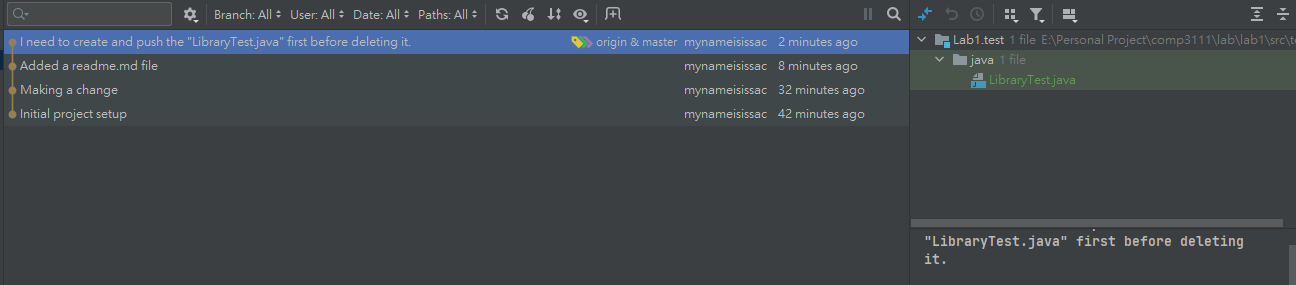 Branch: All User: All Date: All Paths: All
I need to create and push the "LibraryTest.java" first before deleting it. origin & master mynameisissac 2 minutes ago
Added a readme.md file mynameisissac 8 minutes ago
Making a change mynameisissac 32 minutes ago
Initial project setup mynameisissac 42 minutes ago
Lab1.test 1 file E:\Personal Project\comp3111\lab\lab1\src\
java 1 file
LibraryTest.java
"LibraryTest.java" first before deleting
it.